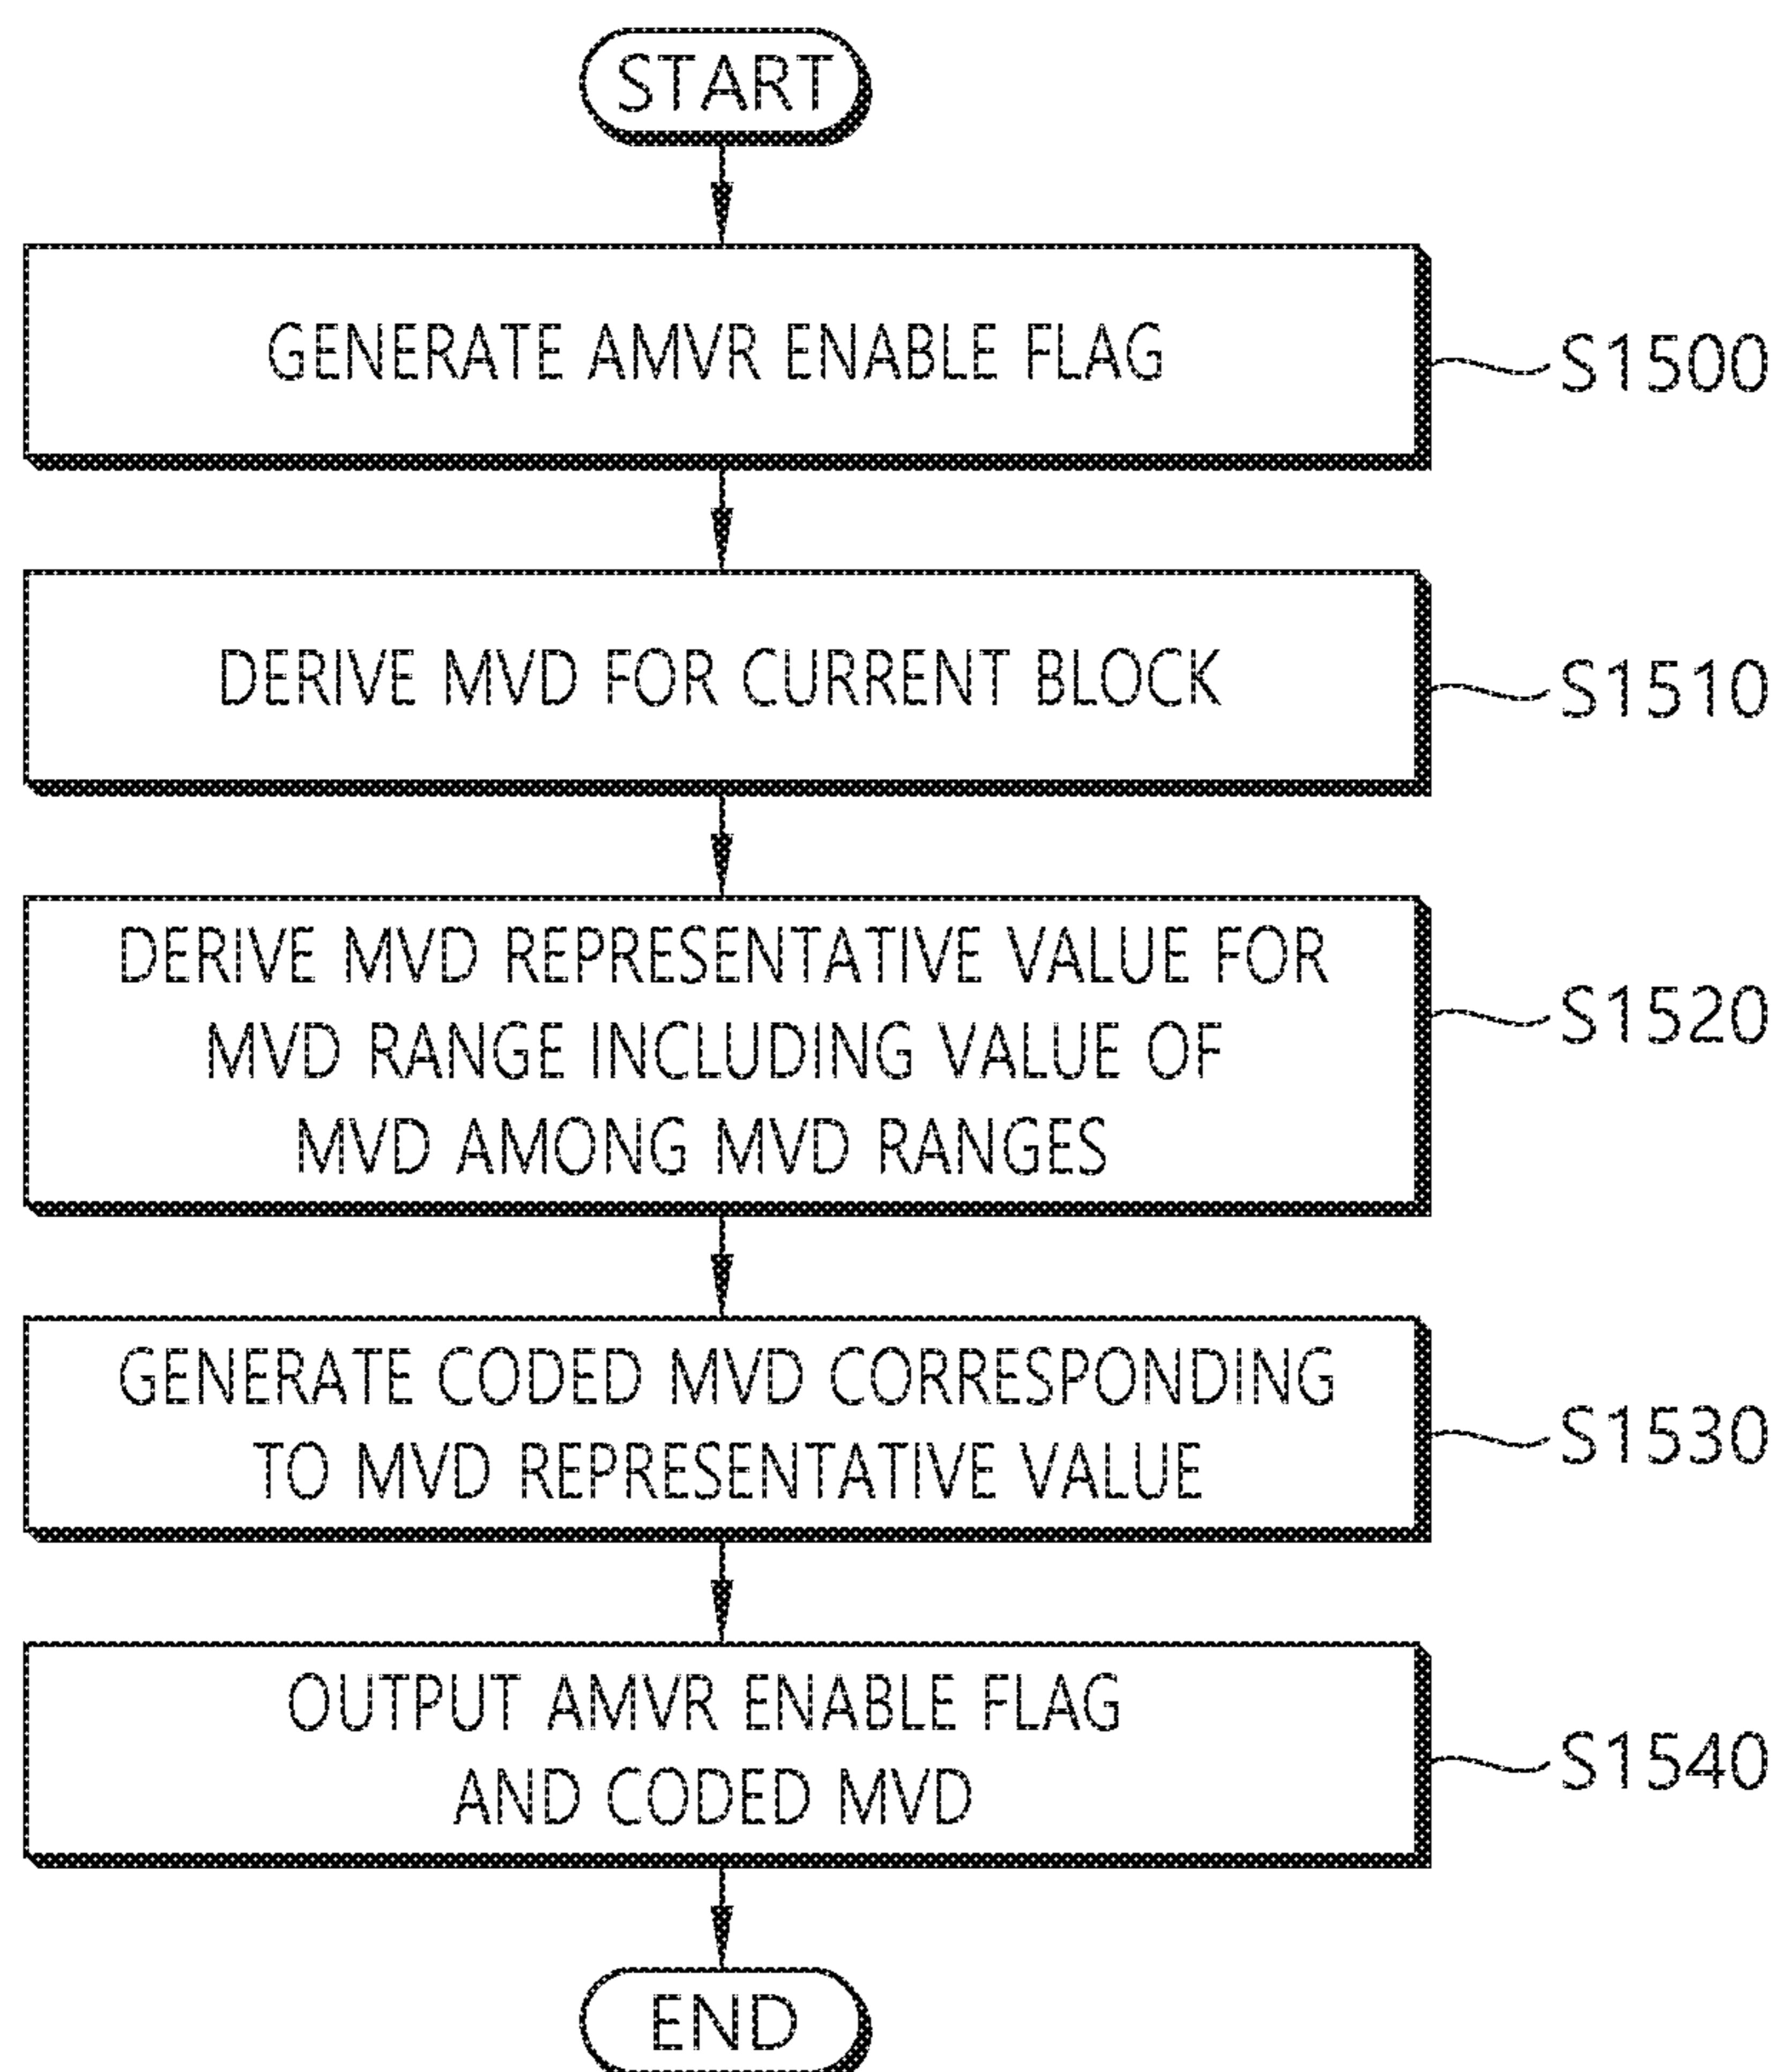 START
GENERATE AMVR ENABLE FLAG
S1500
DERIVE MVD FOR CURRENT BLOCK
S1510
DERIVE MVD REPRESENTATIVE VALUE FOR
MVD RANGE INCLUDING VALUE OF
MVD AMONG MVD RANGES
S1520
GENERATE CODED MVD CORRESPONDING
TO MVD REPRESENTATIVE VALUE
S1530
OUTPUT AMVR ENABLE FLAG
AND CODED MVD
S1540
END